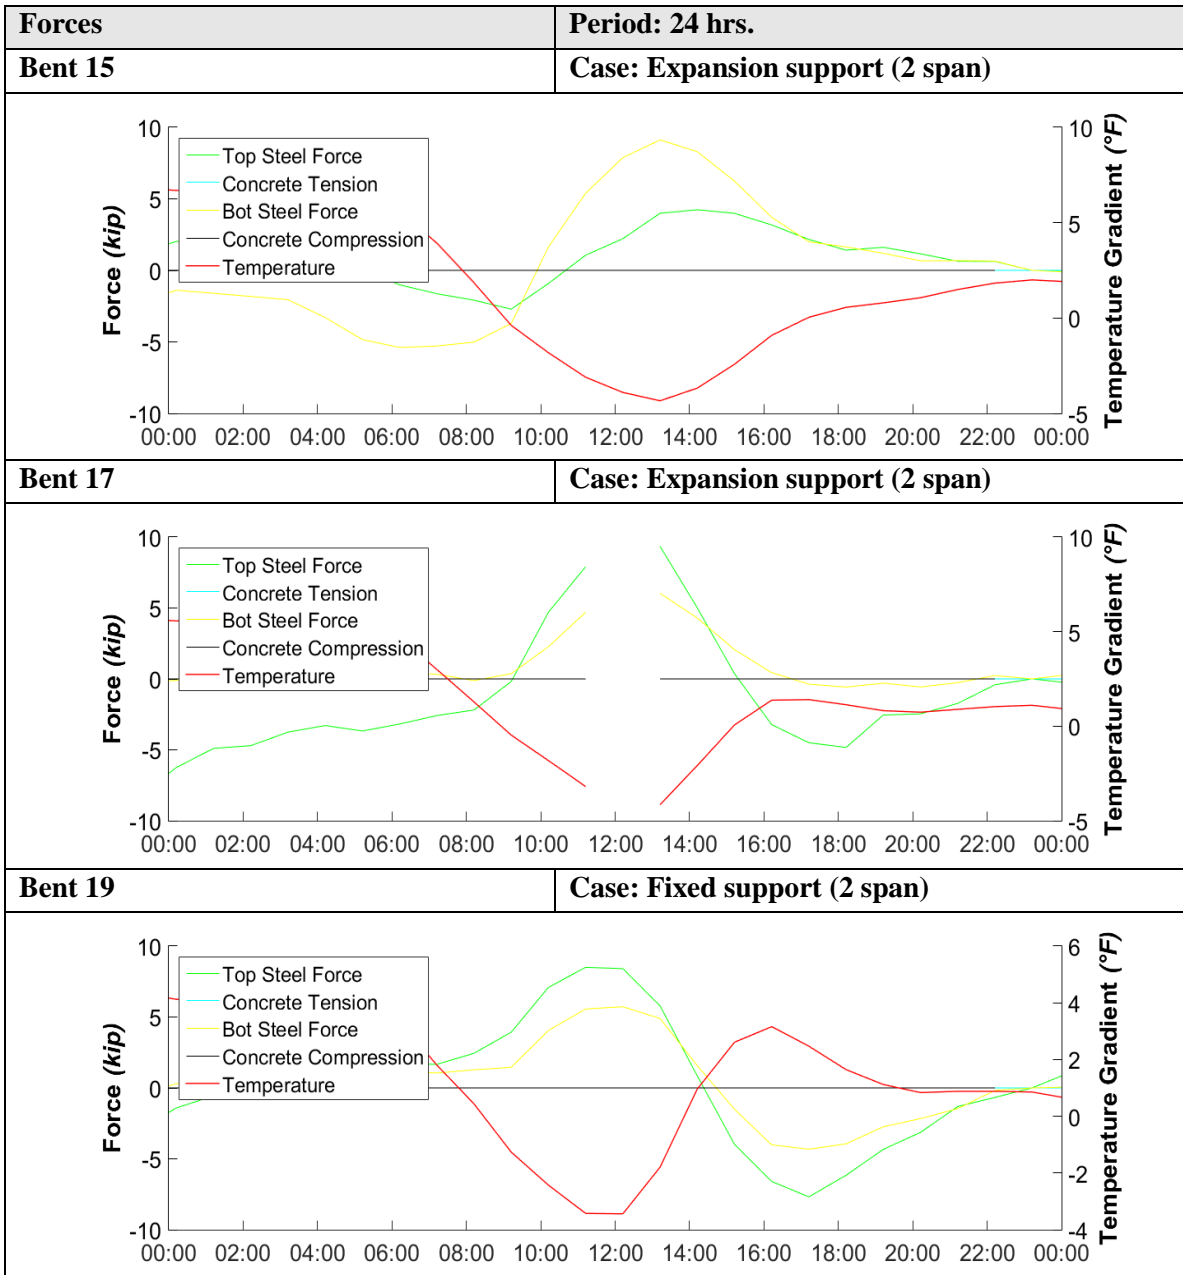 Forces Period: 24 hrs.
Bent 15 Case: Expansion support (2 span)
10 10
Top Steel Force
Concrete Tension
5 5
Bot Steel Force
Concrete Compression
0
Temperature
0
-5
-10 -5
Force (kip)
Temperature Gradient (°F)
00:00 02:00 04:00 06:00 08:00 10:00 12:00 14:00 16:00 18:00 20:00 22:00 00:00
Bent 17 Case: Expansion support (2 span)
10 10
Top Steel Force
Concrete Tension
5 5
Bot Steel Force
Concrete Compression
0
Temperature
0
-5
-10 -5
Force (kip)
Temperature Gradient (°F)
00:00 02:00 04:00 06:00 08:00 10:00 12:00 14:00 16:00 18:00 20:00 22:00 00:00
Bent 19 Case: Fixed support (2 span)
10 6
Top Steel Force
Concrete Tension
4
5
Bot Steel Force
Concrete Compression
2
0
Temperature
0
-5
-2
-10 -4
Force (kip)
Temperature Gradient (°F)
00:00 02:00 04:00 06:00 08:00 10:00 12:00 14:00 16:00 18:00 20:00 22:00 00:00